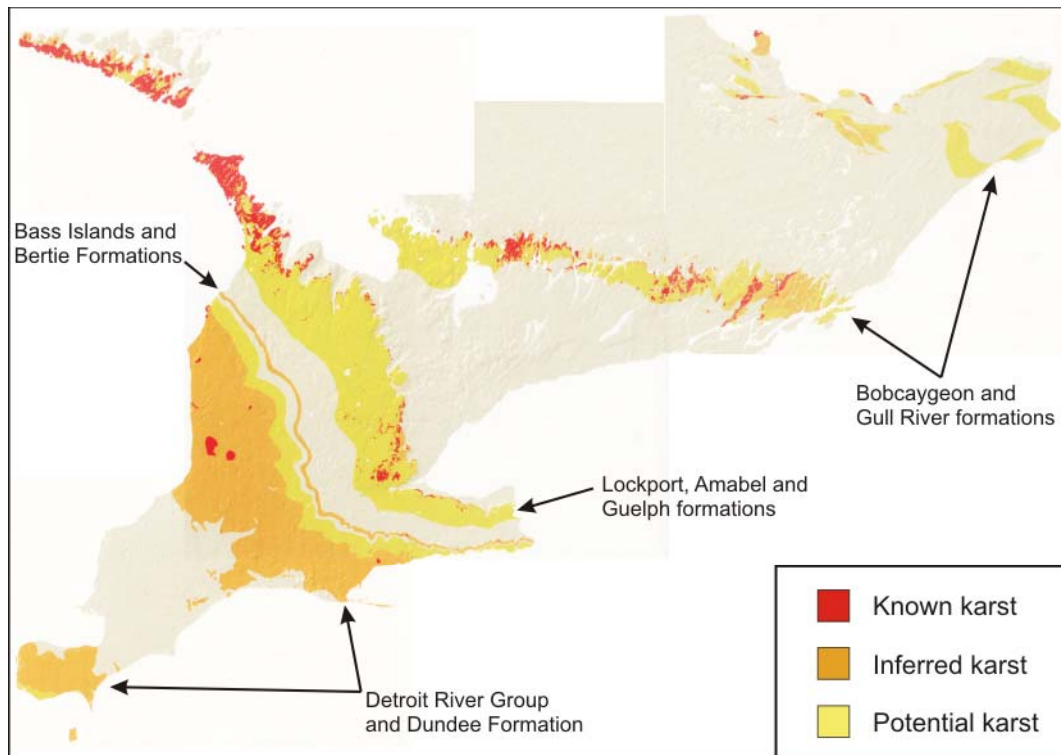 Bass Islands and
Bertie Formations
Bobcaygeon and
Gull River formations
Lockport, Amabel and
Guelph formations
Detroit River Group
and Dundee Formation
Known karst
Inferred karst
Potential karst